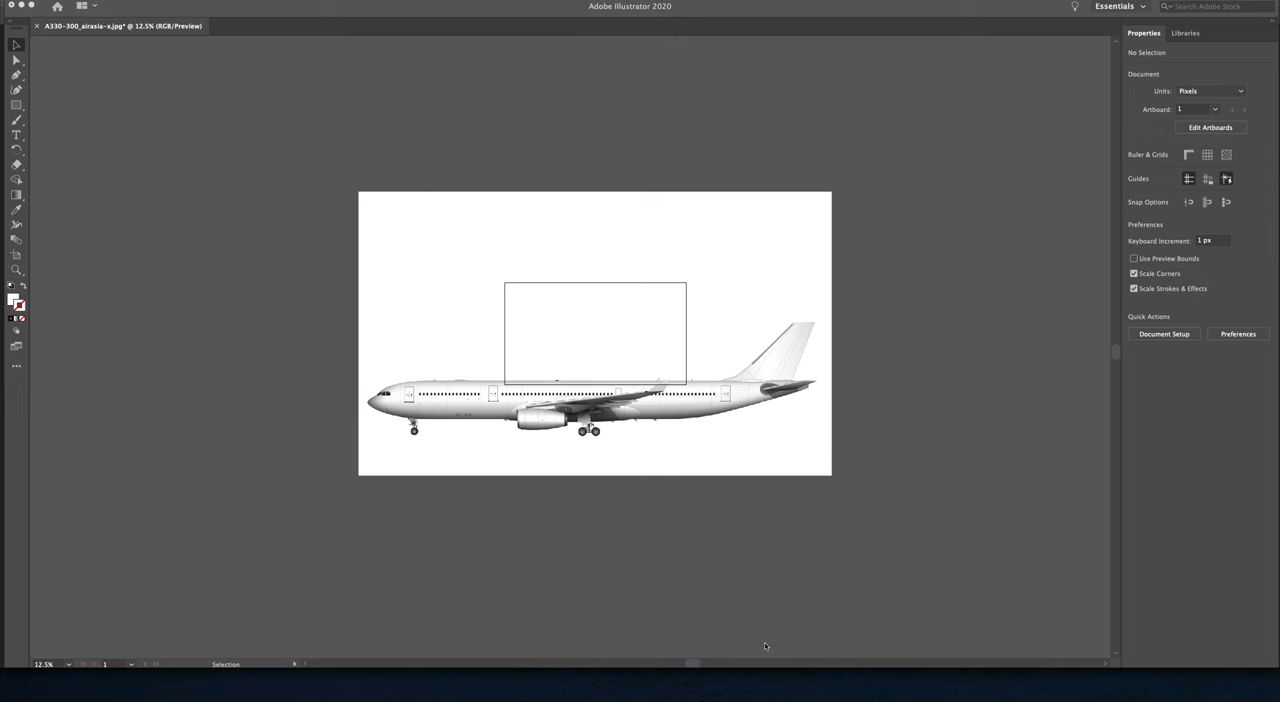 Adobe Illustrator 2020
Essentials
Search Adobe Stock
× A330-300_airasia-x.jpg* @ 12.5% (RGB/Preview)
Properties
Libraries
No Selection
Document
Units:
Pixels
Artboard:
1
Edit Artboards
Ruler & Grids
Guides
Snap Options
Preferences
Keyboard Increment:
1 px
Use Preview Bounds
Scale Corners
Scale Strokes & Effects
Quick Actions
Document Setup
Preferences
12.5%
1
Selection